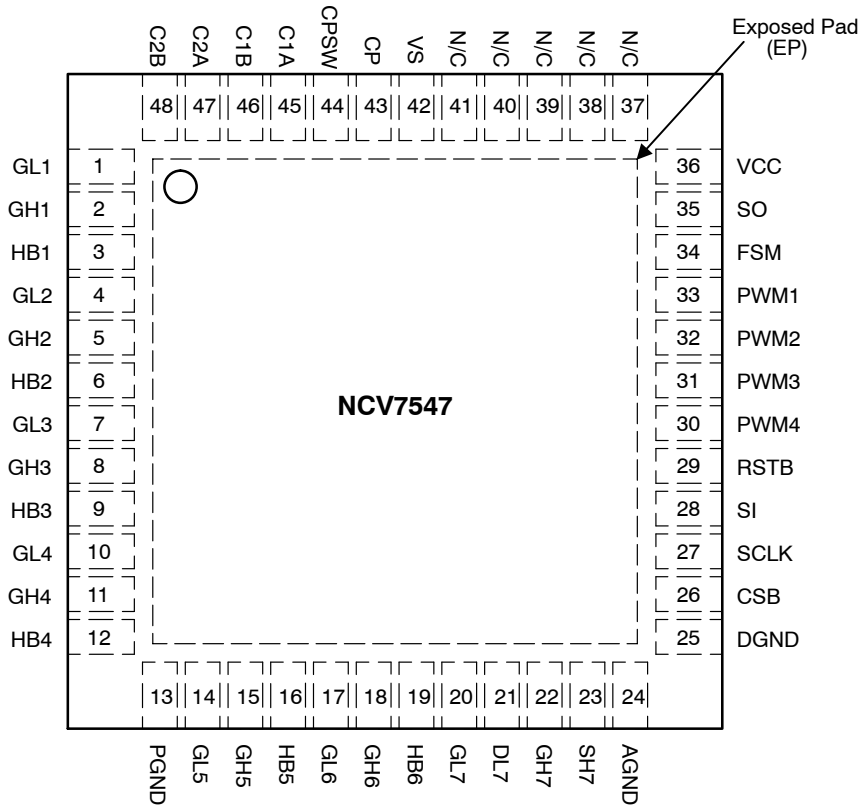 Exposed Pad
(EP)
C2B C2A C1B C1A CPSW CP VS N/C N/C N/C N/C N/C
48 47 46 45 44 43 42 41 40 39 38 37
GL1 1 36 VCC
GH1 2 35 SO
HB1 3 34 FSM
GL2 4 33 PWM1
GH2 5 32 PWM2
HB2 6 31 PWM3
NCV7547
GL3 7 30 PWM4
GH3 8 29 RSTB
HB3 9 28 SI
GL4 10 27 SCLK
GH4 11 26 CSB
HB4 12 25 DGND
13 14 15 16 17 18 19 20 21 22 23 24
PGND GL5 GH5 HB5 GL6 GH6 HB6 GL7 DL7 GH7 SH7 AGND